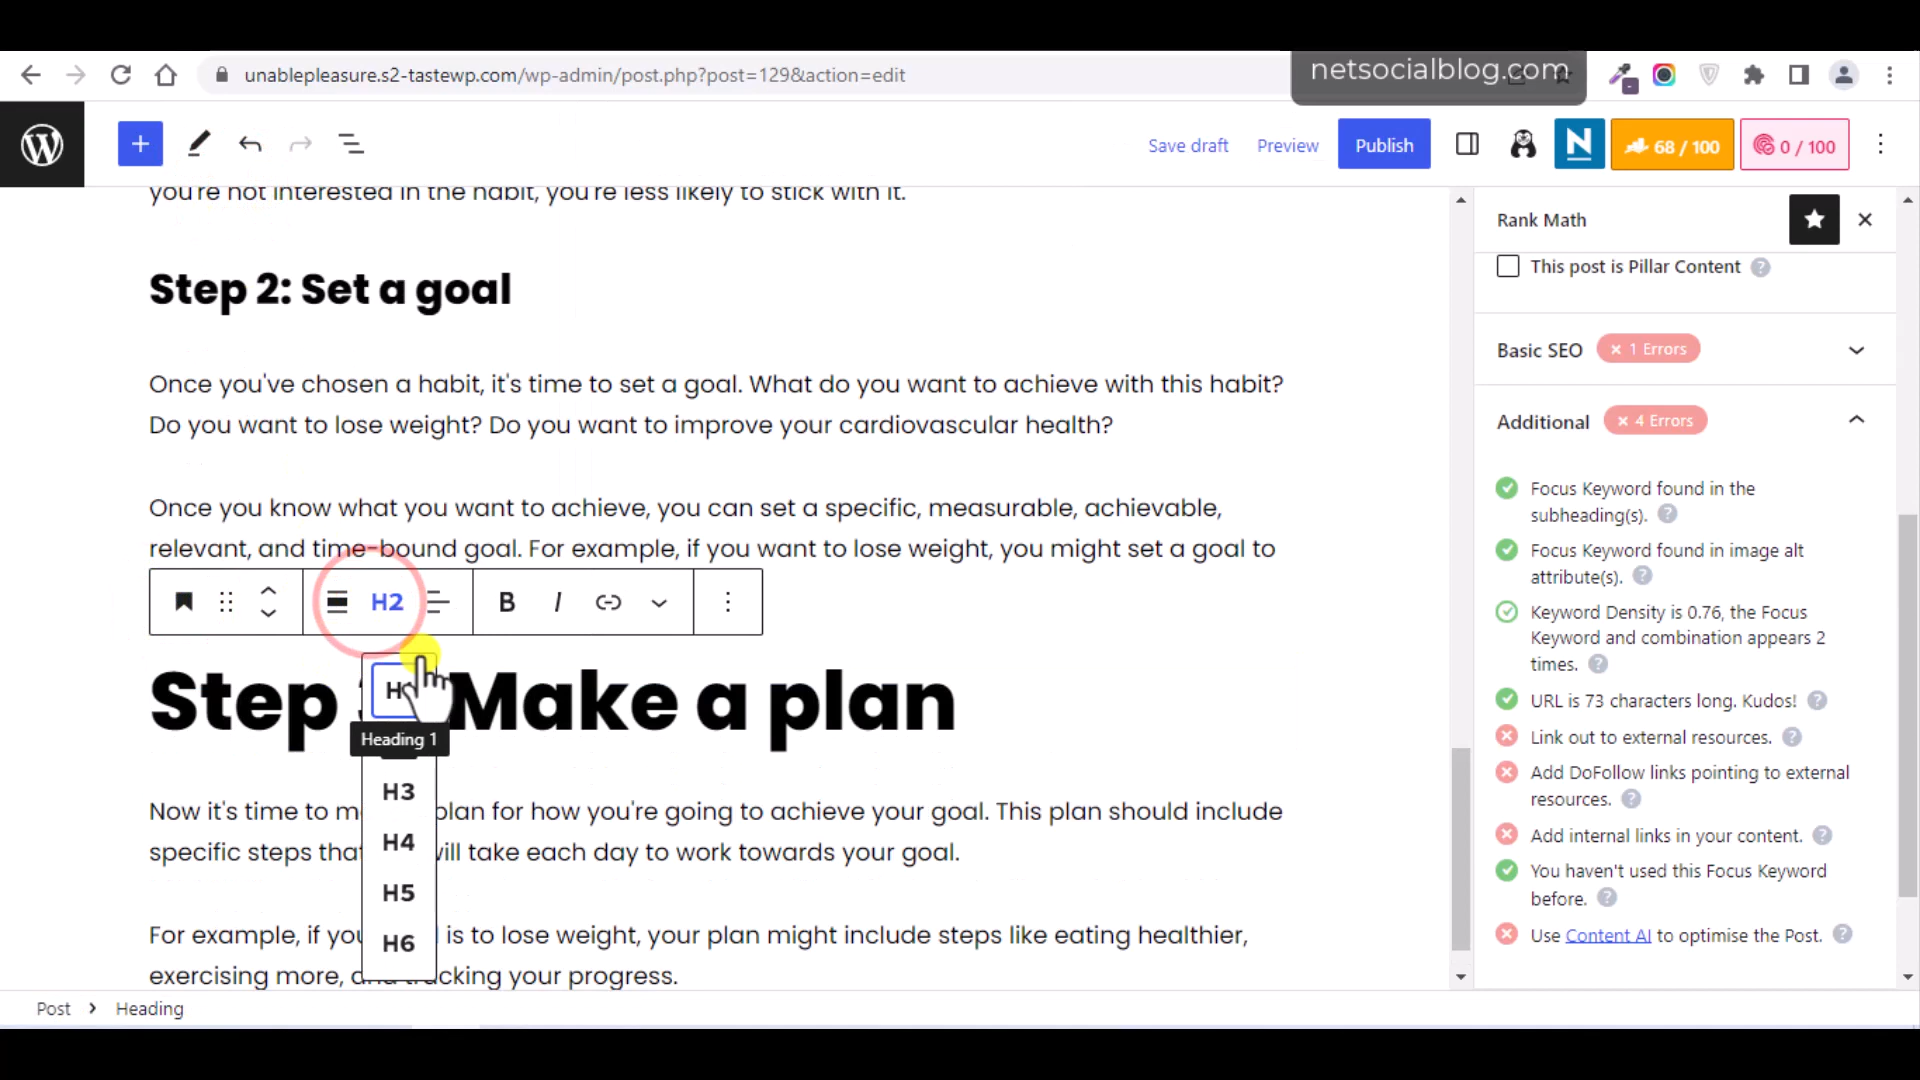 unablepleasure.s2-tastewp.com/wp-admin/post.php?post=129&action=edit
netsocialblog.com
Save draft
Preview
Publish
N
68 / 100
0 / 100
you're not interested in the habit, you're less likely to stick with it.
Step 2: Set a goal
Once you've chosen a habit, it's time to set a goal. What do you want to achieve with this habit?
Do you want to lose weight? Do you want to improve your cardiovascular health?
Once you know what you want to achieve, you can set a specific, measurable, achievable,
relevant, and time-bound goal. For example, if you want to lose weight, you might set a goal to
H2
B I
Step Make a plan
Heading 1
H3
H4
H5
H6
Now it's time to plan for how you're going to achieve your goal. This plan should include
specific steps will take each day to work towards your goal.
For example, if is to lose weight, your plan might include steps like eating healthier,
exercising more, your progress.
Post
Heading
Rank Math
This post is Pillar Content ?
Basic SEO
× 1 Errors
Additional
× 4 Errors
Focus Keyword found in the
subheading(s). ?
Focus Keyword found in image alt
attribute(s). ?
Keyword Density is 0.76, the Focus
Keyword and combination appears 2
times. ?
URL is 73 characters long. Kudos! ?
Link out to external resources. ?
Add DoFollow links pointing to external
resources. ?
Add internal links in your content. ?
You haven't used this Focus Keyword
before. ?
Use Content AI to optimise the Post. ?